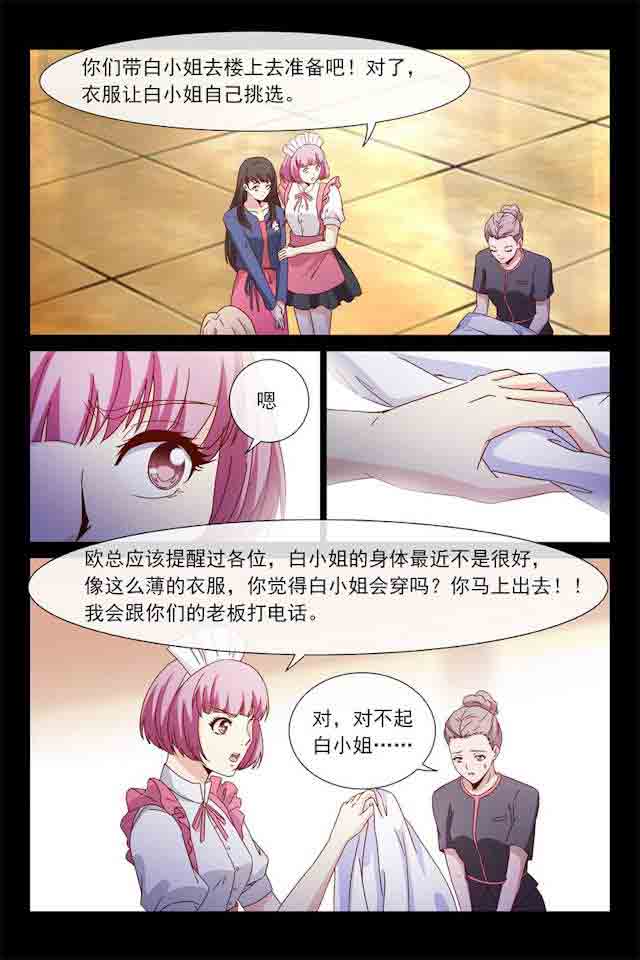 你们带白小姐去楼上去准备吧！对了，
衣服让白小姐自己挑选。
嗯
欧总应该提醒过各位，白小姐的身体最近不是很好，
像这么薄的衣服，你觉得白小姐会穿吗？你马上出去！！
我会跟你们的老板打电话。
对，对不起
白小姐……